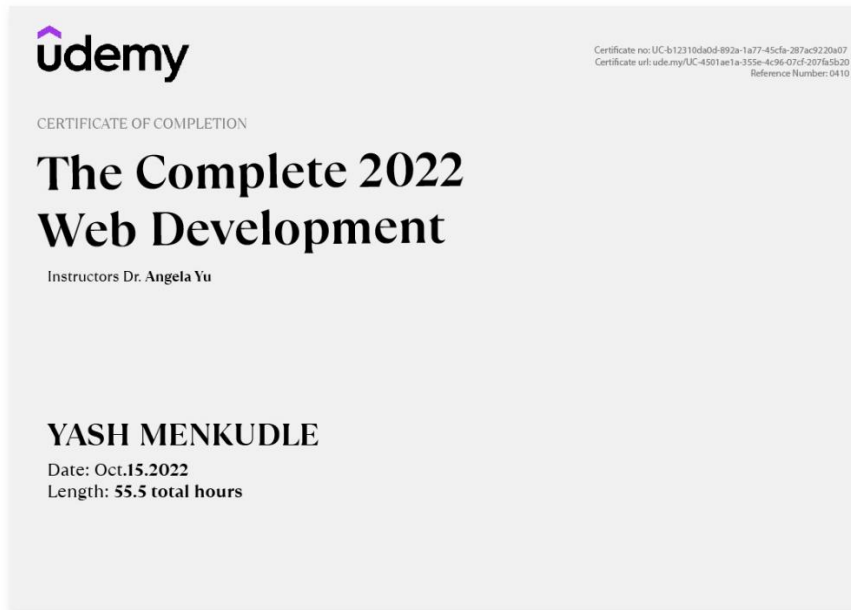 udemy
Certificate no: UC-b12310da0d-892a-1a77-45cfa-287ac9220a07
Certificate url: ude.my/UC-4501ae1a-355e-4c96-07cf-207fa5b20
Reference Number: 0410
CERTIFICATE OF COMPLETION
The Complete 2022
Web Development
Instructors Dr. Angela Yu
YASH MENKUDLE
Date: Oct.15.2022
Length: 55.5 total hours